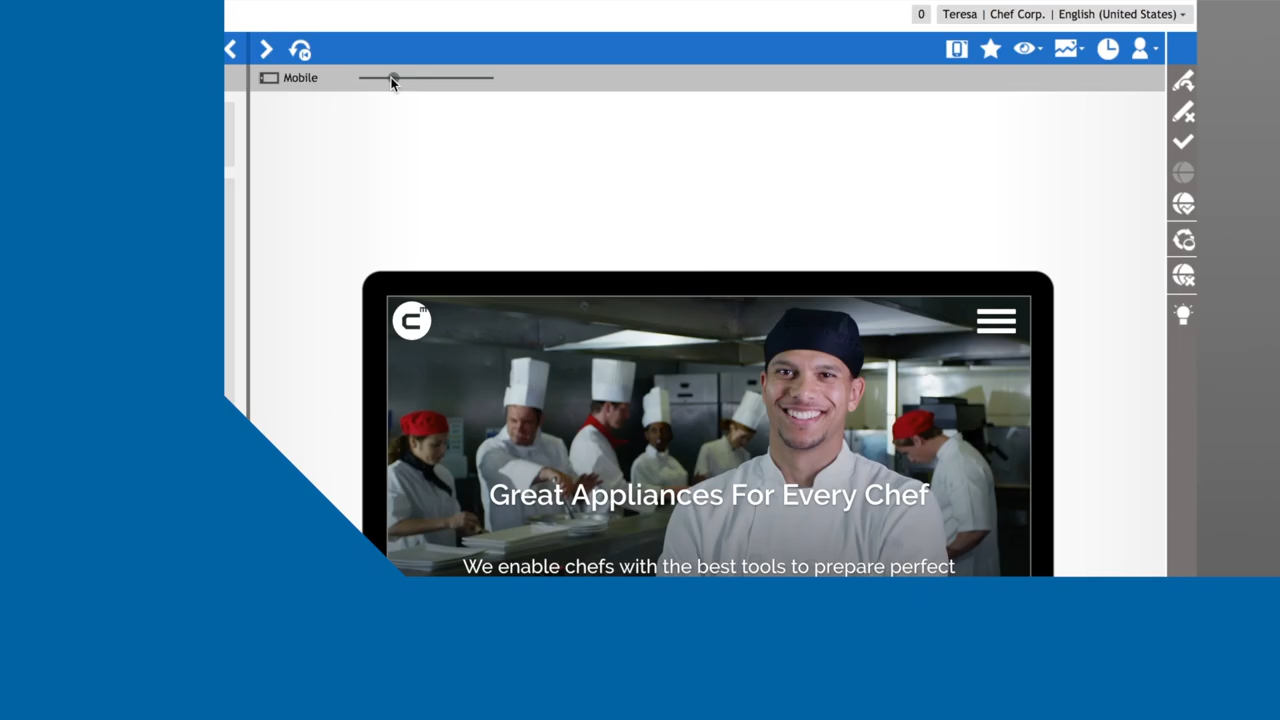 0
Teresa | Chef Corp. | English (United States)
Mobile
Cm
Great Appliances For Every Chef
We enable chefs with the best tools to prepare perfect